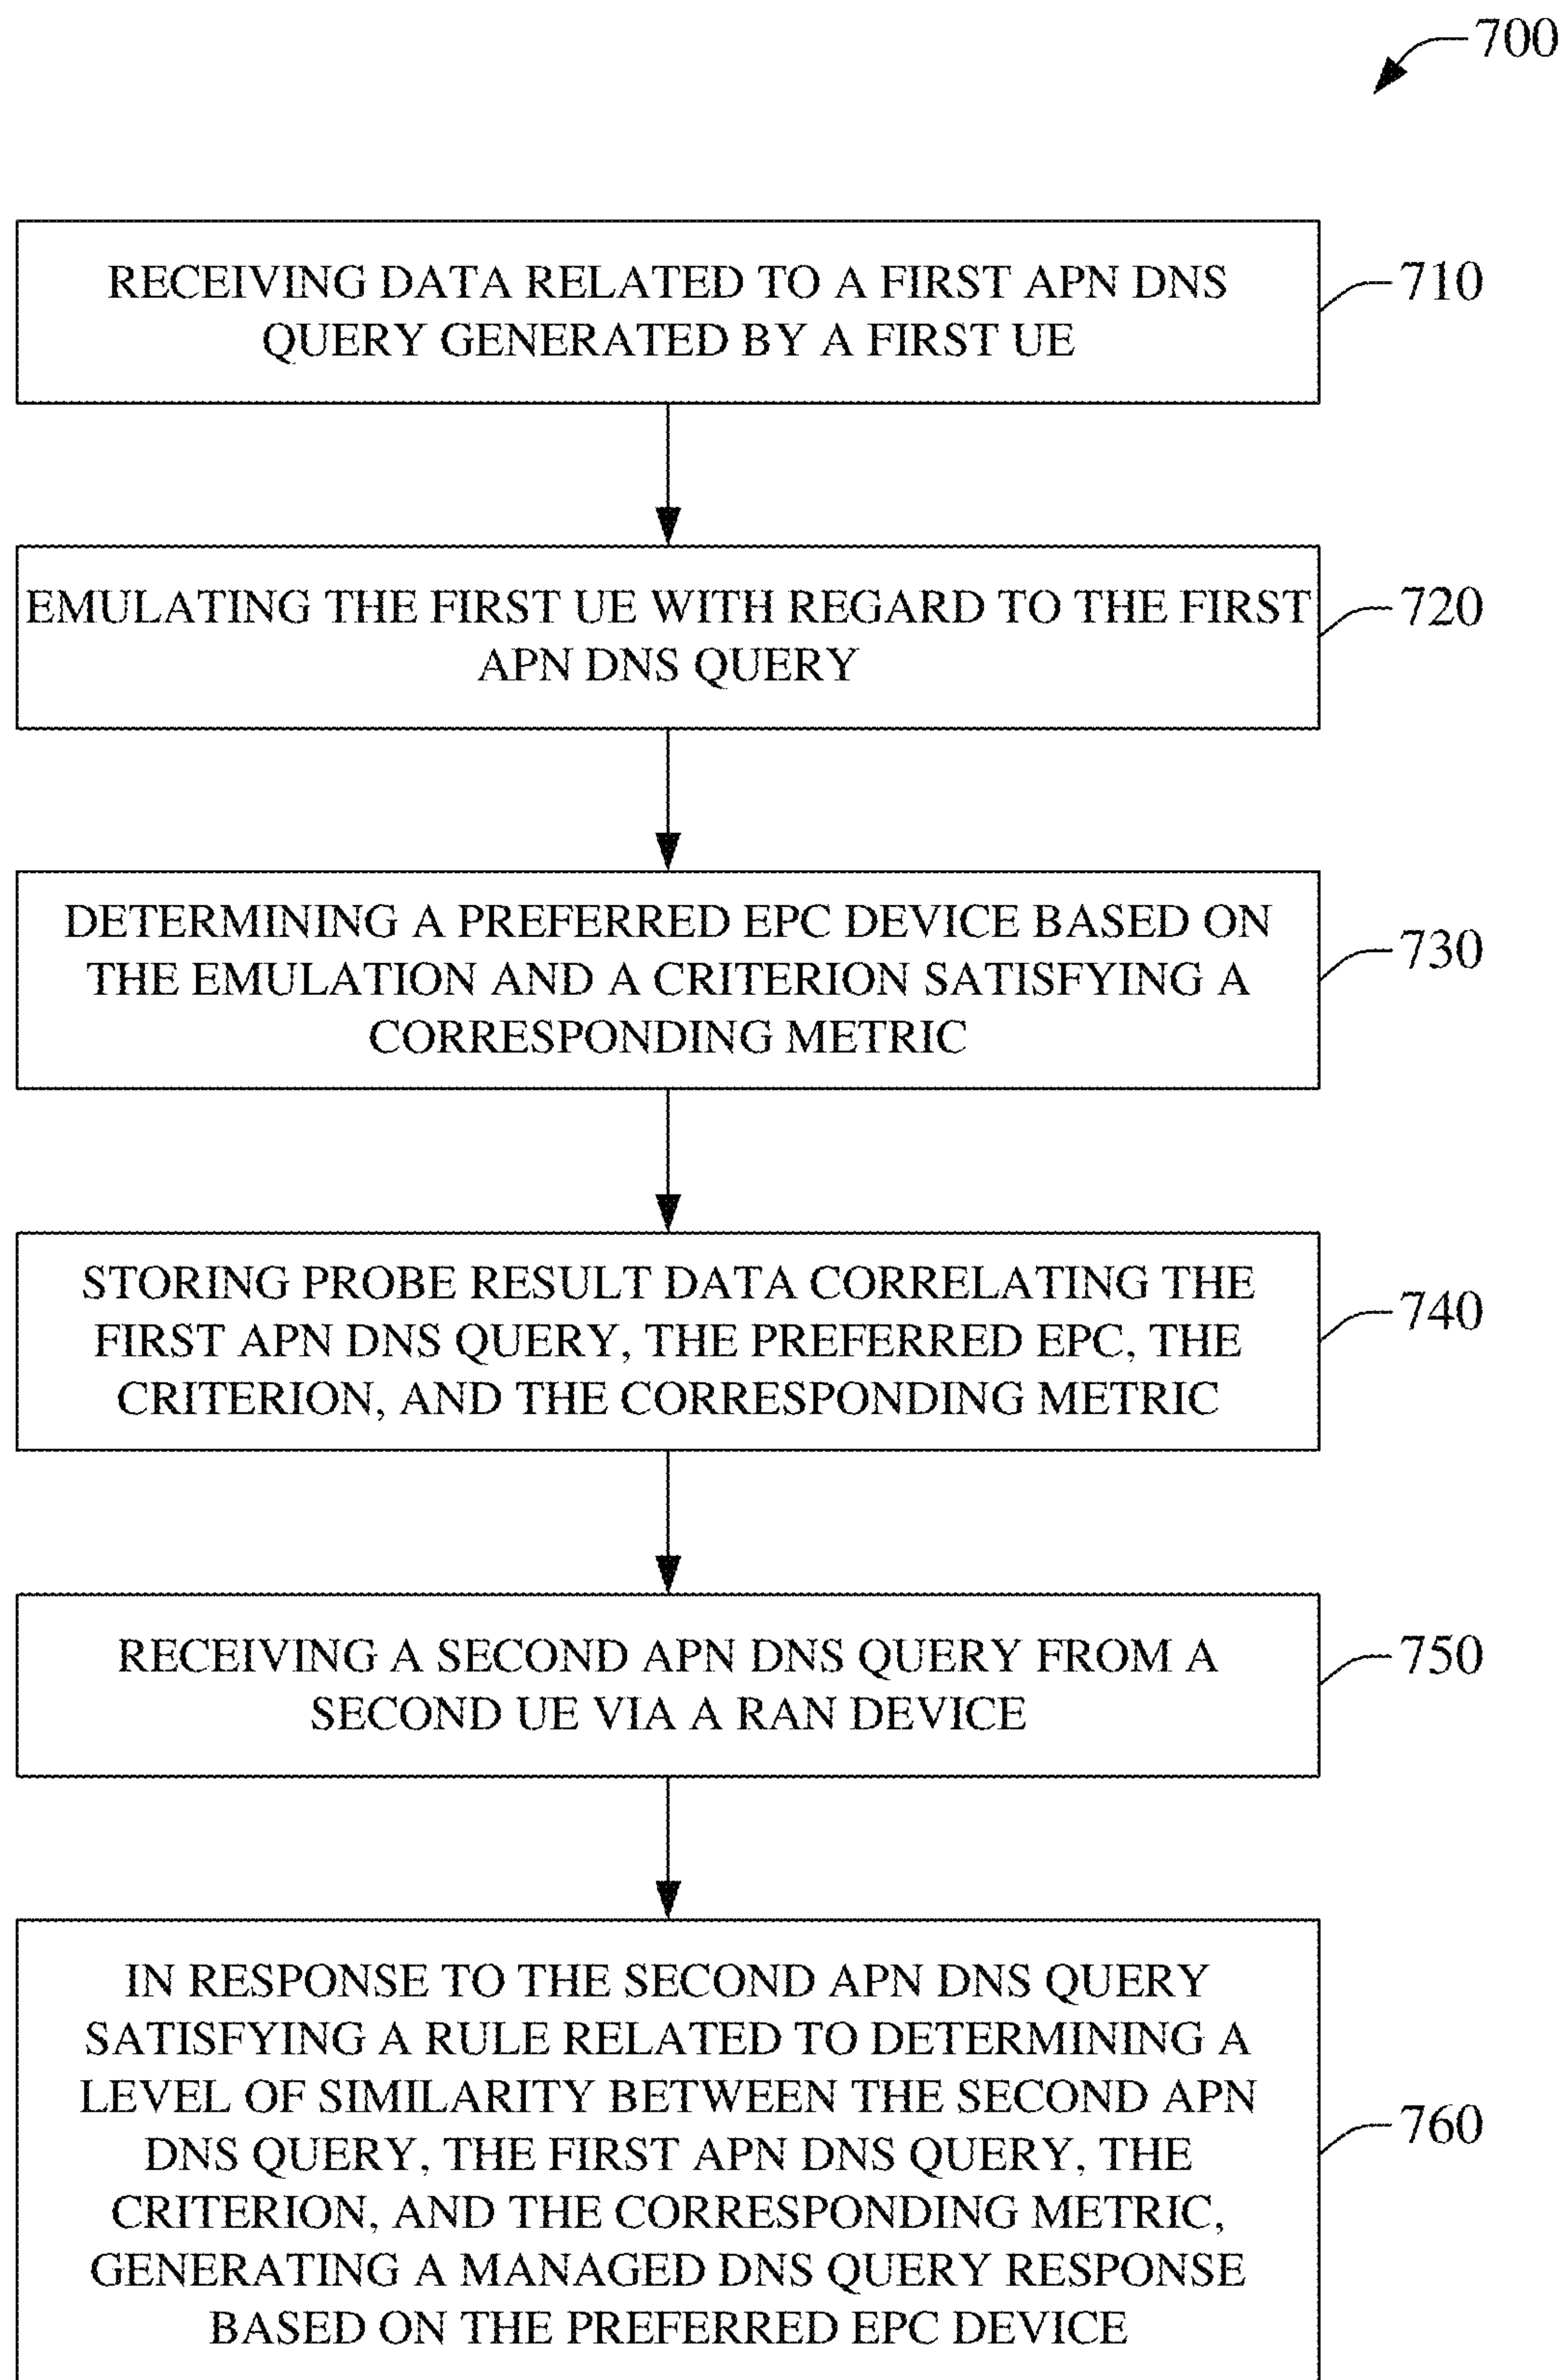 700
RECEIVING DATA RELATED TO A FIRST APN DNS
QUERY GENERATED BY A FIRST UE
710
EMULATING THE FIRST UE WITH REGARD TO THE FIRST
APN DNS QUERY
720
DETERMINING A PREFERRED EPC DEVICE BASED ON
THE EMULATION AND A CRITERION SATISFYING A
CORRESPONDING METRIC
730
STORING PROBE RESULT DATA CORRELATING THE
FIRST APN DNS QUERY, THE PREFERRED EPC, THE
CRITERION, AND THE CORRESPONDING METRIC
740
RECEIVING A SECOND APN DNS QUERY FROM A
SECOND UE VIA A RAN DEVICE
750
IN RESPONSE TO THE SECOND APN DNS QUERY
SATISFYING A RULE RELATED TO DETERMINING A
LEVEL OF SIMILARITY BETWEEN THE SECOND APN
DNS QUERY, THE FIRST APN DNS QUERY, THE
CRITERION, AND THE CORRESPONDING METRIC,
GENERATING A MANAGED DNS QUERY RESPONSE
BASED ON THE PREFERRED EPC DEVICE
760